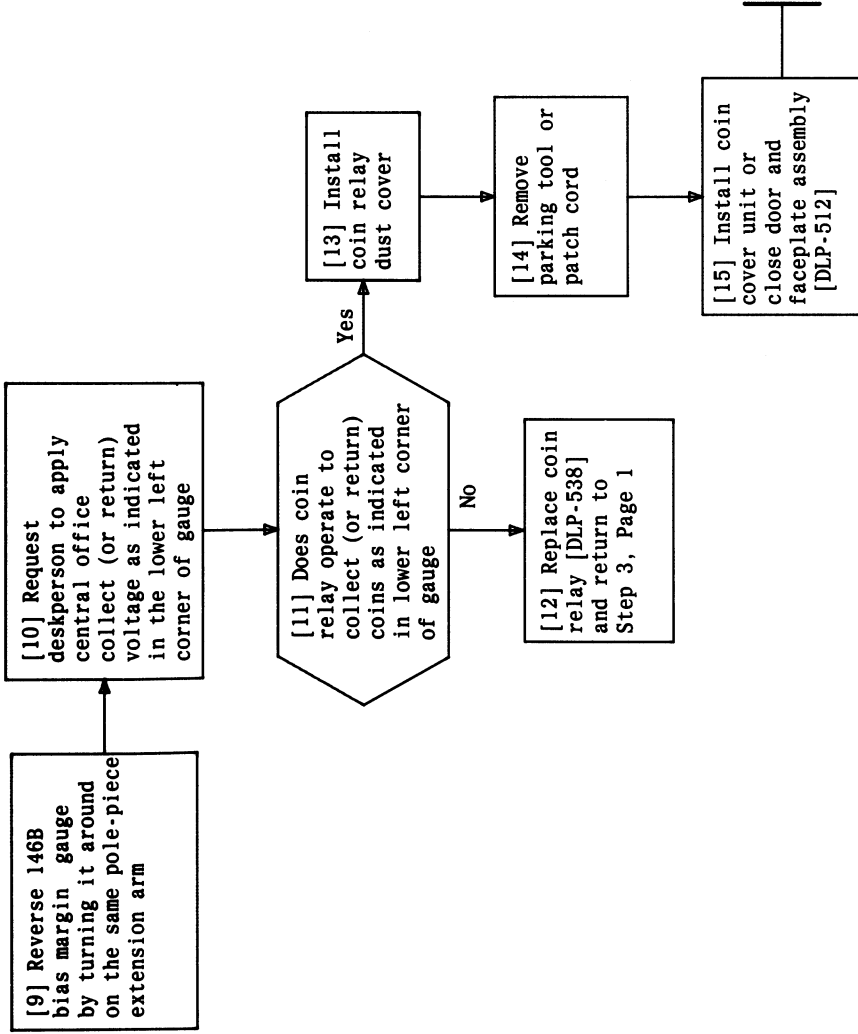 [9] Reverse 146B
bias margin gauge
by turning it around
on the same pole-piece
extension arm
[10] Request
deskperson to apply
central office
collect (or return)
voltage as indicated
in the lower left
corner of gauge
[11] Does coin
relay operate to
collect (or return)
coins as indicated
in lower left corner
of gauge
Yes
No
[12] Replace coin
relay [DLP-538]
and return to
Step 3, Page 1
[13] Install
coin relay
dust cover
[14] Remove
parking tool or
patch cord
[15] Install coin
cover unit or
close door and
faceplate assembly
[DLP-512]